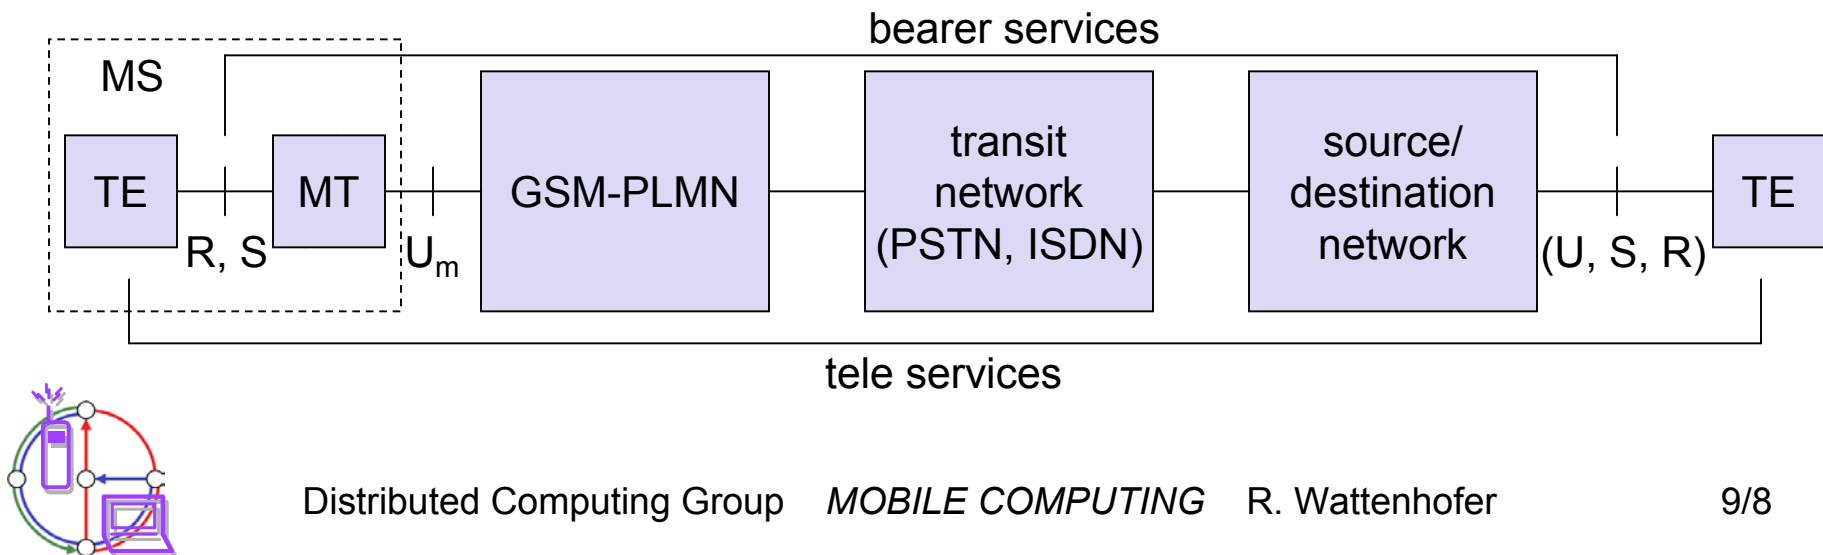 bearer services
MS
TE
R, S
MT
Um
GSM-PLMN
transit
network
(PSTN, ISDN)
source/
destination
network
(U, S, R)
TE
tele services
Distributed Computing Group MOBILE COMPUTING R. Wattenhofer 9/8